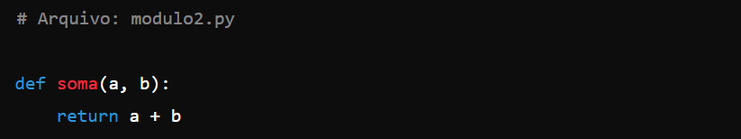 # Arquivo: modulo2.py
def soma(a, b):
    return a + b